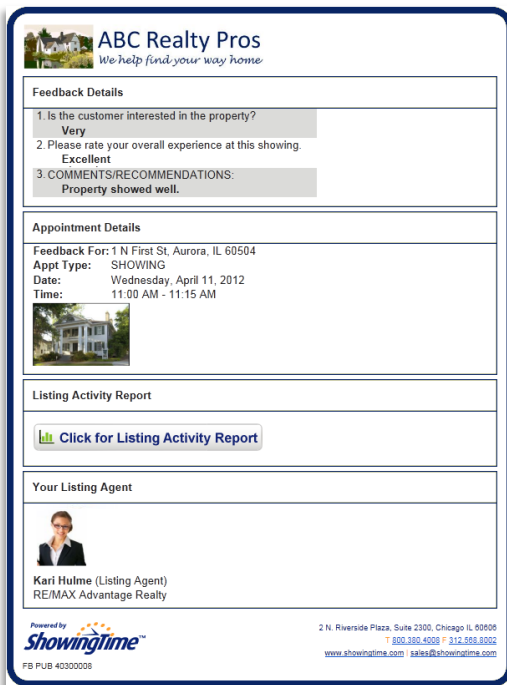 ABC Realty Pros
We help find your way home
Feedback Details
1. Is the customer interested in the property?
Very
2. Please rate your overall experience at this showing.
Excellent
3. COMMENTS/RECOMMENDATIONS:
Property showed well.
Appointment Details
Feedback For: 1 N First St, Aurora, IL 60504
Appt Type: SHOWING
Date: Wednesday, April 11, 2012
Time: 11:00 AM - 11:15 AM
Listing Activity Report
Click for Listing Activity Report
Your Listing Agent
Kari Hulme (Listing Agent)
RE/MAX Advantage Realty
Powered by
ShowingTime™
2 N. Riverside Plaza, Suite 2300, Chicago IL 60606
T 800.380.4008 F 312.568.8002
www.showingtime.com | sales@showingtime.com
FB PUB 40300008